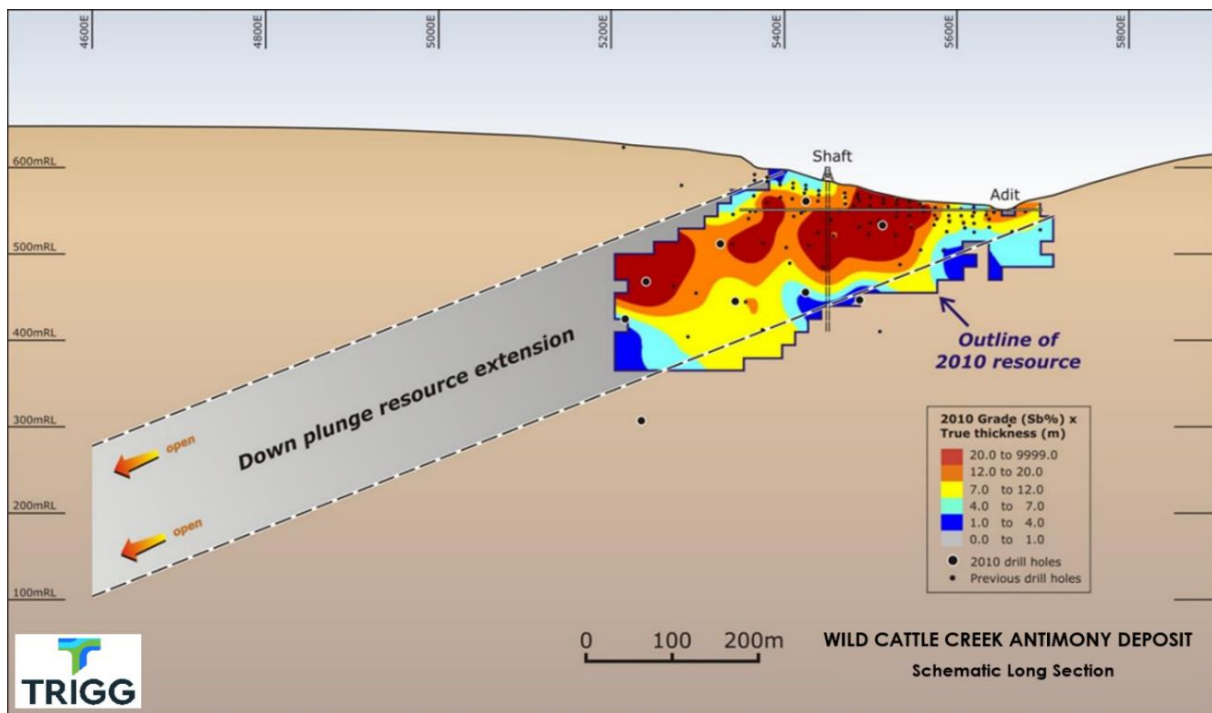 4600E
4800E
5000E
5200E
5400E
5600E
5800E
600mRL
500mRL
400mRL
300mRL
200mRL
100mRL
Shaft
Adit
Outline of
2010 resource
Down plunge resource extension
open
open
2010 Grade (Sb%) x
True thickness (m)
20.0 to 9999.0
12.0 to 20.0
7.0 to 12.0
4.0 to 7.0
1.0 to 4.0
0.0 to 1.0
2010 drill holes
Previous drill holes
0 100 200m
WILD CATTLE CREEK ANTIMONY DEPOSIT
Schematic Long Section
TRIGG